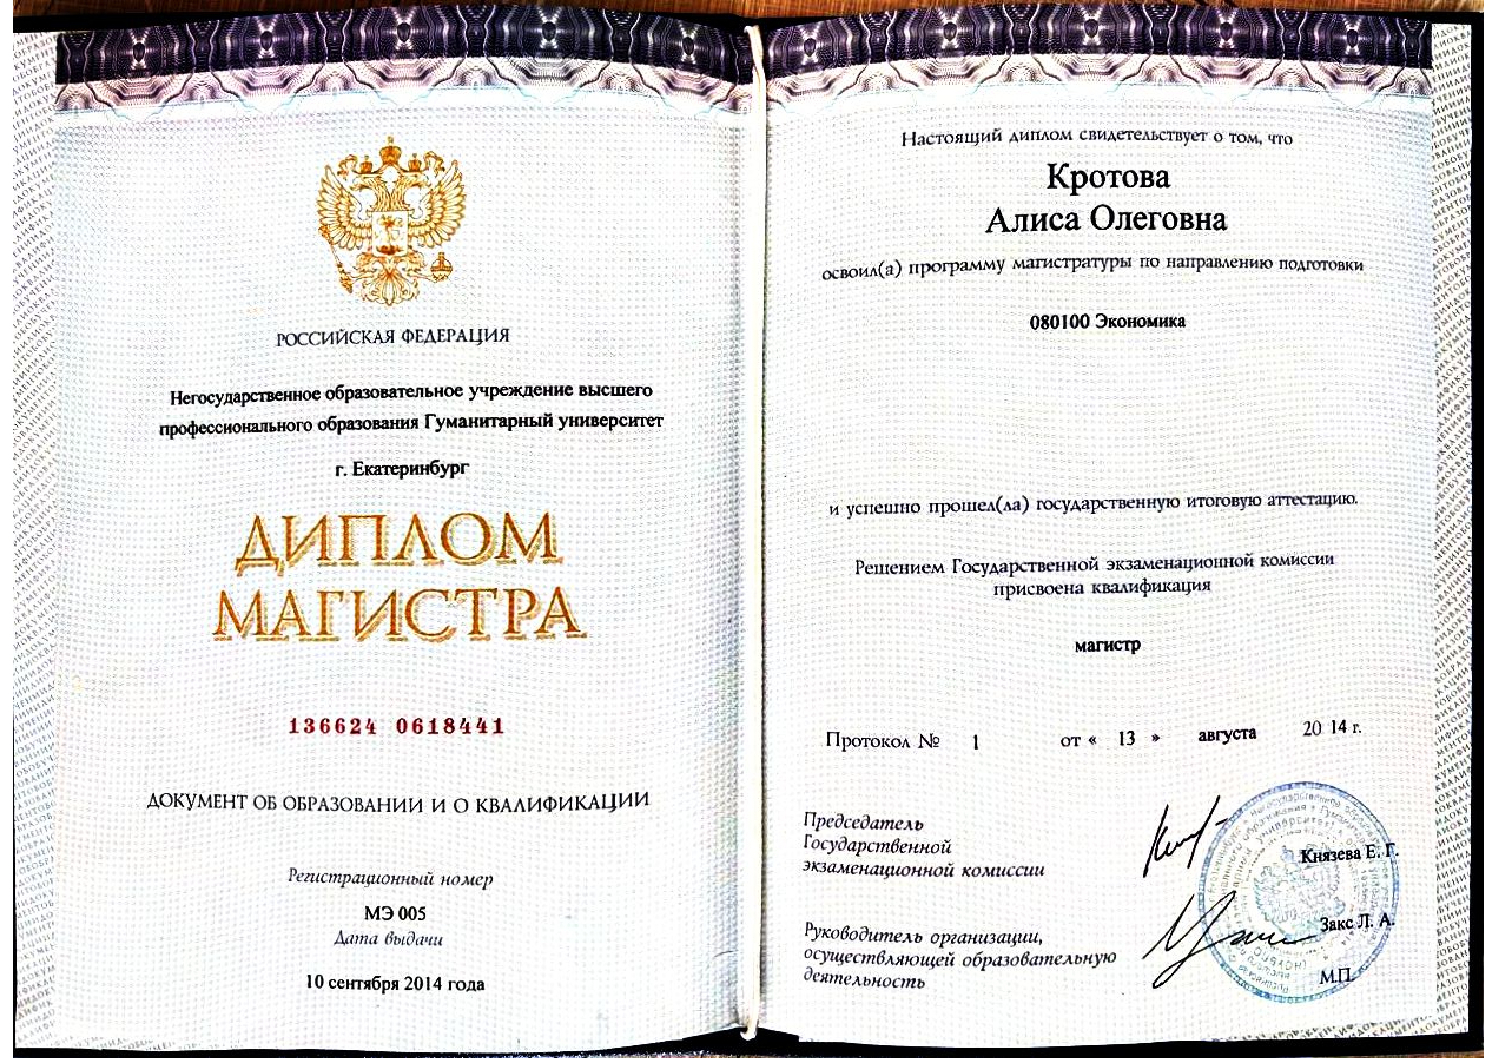 РОССИЙСКАЯ ФЕДЕРАЦИЯ
Негосударственное образовательное учреждение высшего
профессионального образования Гуманитарный университет
г. Екатеринбург
ДИПЛОМ
МАГИСТРА
136624 0618441
ДОКУМЕНТ ОБ ОБРАЗОВАНИИ И О КВАЛИФИКАЦИИ
Регистрационный номер
МЭ 005
Дата выдачи
10 сентября 2014 года
Настоящий диплом свидетельствует о том, что
Кротова
Алиса Олеговна
освоил(а) программу магистратуры по направлению подготовки
080100 Экономика
и успешно прошел(ла) государственную итоговую аттестацию.
Решением Государственной экзаменационной комиссии
присвоена квалификация
магистр
Протокол № 1 от « 13 » августа 20 14 г.
Председатель
Государственной
экзаменационной комиссии
Князева Е. Г.
Руководитель организации,
осуществляющей образовательную
деятельность
Закс Л. А.
М.П.